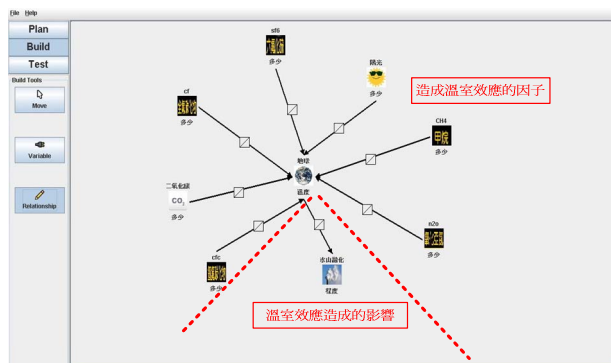 File Help
Plan
Build
Test
Build Tools
Move
Variable
Relationship
sf6
六氟化硫
多少
陽光
多少
造成溫室效應的因子
cf
多少
CH4
甲烷
多少
地球
溫度
二氧化碳
CO2
多少
n2o
多少
cfc
多少
冰山融化
程度
溫室效應造成的影響